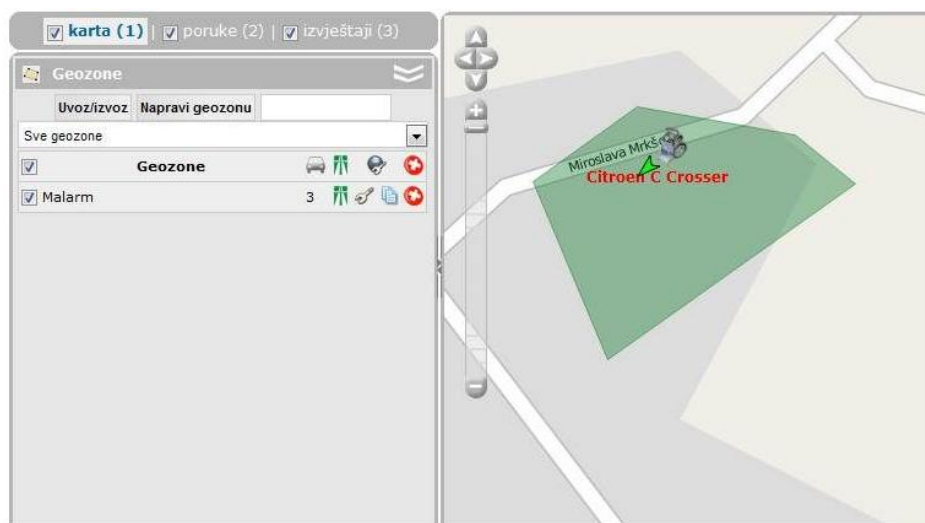 karta (1) | poruke (2) | izvještaji (3)
Geozone
Uvoz/izvoz Napravi geozonu
Sve geozone
Geozone
Malarm 3
Miroslava Mrkš
Citroen C Crosser